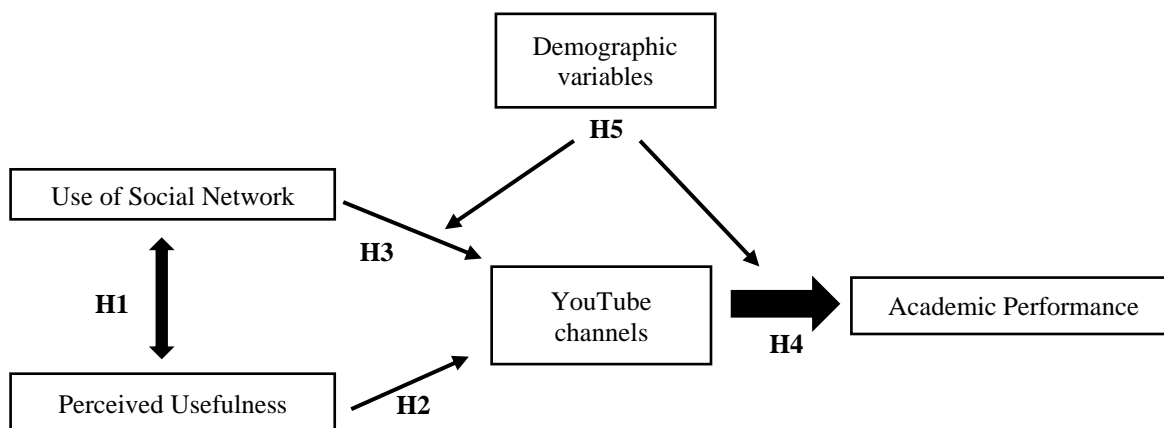 Demographic
variables
H5
Use of Social Network
H3
H1
YouTube
channels
H4
Academic Performance
Perceived Usefulness
H2